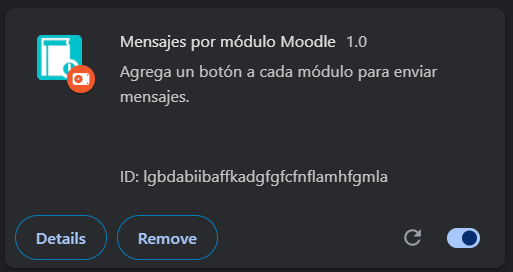 Mensajes por módulo Moodle 1.0
Agrega un botón a cada módulo para enviar
mensajes.
ID: lgbdabiibaffkadgfgfcfnflamhfgmla
Details
Remove